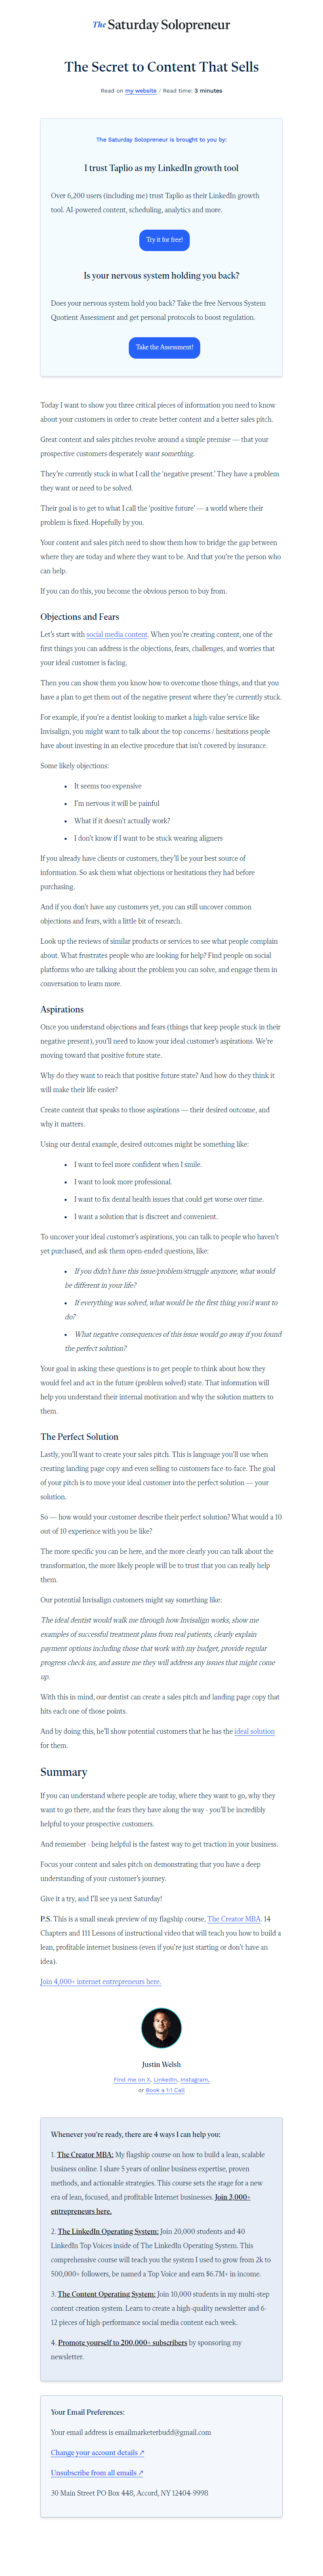 The Saturday Solopreneur
The Secret to Content That Sells
Read on my website / Read time: 3 minutes
The Saturday Solopreneur is brought to you by:
I trust Taplio as my LinkedIn growth tool
Over 6,200 users (including me) trust Taplio as their LinkedIn growth
tool. AI-powered content, scheduling, analytics and more.
Try it for free!
Is your nervous system holding you back?
Does your nervous system hold you back? Take the free Nervous System
Quotient Assessment and get personal protocols to boost regulation.
Take the Assessment!
Today I want to show you three critical pieces of information you need to know
about your customers in order to create better content and a better sales pitch.
Great content and sales pitches revolve around a simple premise — that your
prospective customers desperately want something.
They're currently stuck in what I call the 'negative present.' They have a problem
they want or need to be solved.
Their goal is to get to what I call the 'positive future' — a world where their
problem is fixed. Hopefully by you.
Your content and sales pitch need to show them how to bridge the gap between
where they are today and where they want to be. And that you're the person who
can help.
If you can do this, you become the obvious person to buy from.
Objections and Fears
Let's start with social media content. When you're creating content, one of the
first things you can address is the objections, fears, challenges, and worries that
your ideal customer is facing.
Then you can show them you know how to overcome those things, and that you
have a plan to get them out of the negative present where they're currently stuck.
For example, if you're a dentist looking to market a high-value service like
Invisalign, you might want to talk about the top concerns / hesitations people
have about investing in an elective procedure that isn't covered by insurance.
Some likely objections:
• It seems too expensive
• I'm nervous it will be painful
• What if it doesn't actually work?
• I don't know if I want to be stuck wearing aligners
If you already have clients or customers, they'll be your best source of
information. So ask them what objections or hesitations they had before
purchasing.
And if you don't have any customers yet, you can still uncover common
objections and fears, with a little bit of research.
Look up the reviews of similar products or services to see what people complain
about. What frustrates people who are looking for help? Find people on social
platforms who are talking about the problem you can solve, and engage them in
conversation to learn more.
Aspirations
Once you understand objections and fears (things that keep people stuck in their
negative present), you'll need to know your ideal customer's aspirations. We're
moving toward that positive future state.
Why do they want to reach that positive future state? And how do they think it
will make their life easier?
Create content that speaks to those aspirations — their desired outcome, and
why it matters.
Using our dental example, desired outcomes might be something like:
• I want to feel more confident when I smile.
• I want to look more professional.
• I want to fix dental health issues that could get worse over time.
• I want a solution that is discreet and convenient.
To uncover your ideal customer's aspirations, you can talk to people who haven't
yet purchased, and ask them open-ended questions, like:
• If you didn't have this issue/problem/struggle anymore, what would
be different in your life?
• If everything was solved, what would be the first thing you'd want to
do?
• What negative consequences of this issue would go away if you found
the perfect solution?
Your goal in asking these questions is to get people to think about how they
would feel and act in the future (problem solved) state. That information will
help you understand their internal motivation and why the solution matters to
them.
The Perfect Solution
Lastly, you'll want to create your sales pitch. This is language you'll use when
creating landing page copy and even selling to customers face-to-face. The goal
of your pitch is to move your ideal customer into the perfect solution — your
solution.
So — how would your customer describe their perfect solution? What would a 10
out of 10 experience with you be like?
The more specific you can be here, and the more clearly you can talk about the
transformation, the more likely people will be to trust that you can really help
them.
Our potential Invisalign customers might say something like:
The ideal dentist would walk me through how Invisalign works, show me
examples of successful treatment plans from real patients, clearly explain
payment options including those that work with my budget, provide regular
progress check-ins, and assure me they will address any issues that might come
up.
With this in mind, our dentist can create a sales pitch and landing page copy that
hits each one of those points.
And by doing this, he'll show potential customers that he has the ideal solution
for them.
Summary
If you can understand where people are today, where they want to go, why they
want to go there, and the fears they have along the way - you'll be incredibly
helpful to your prospective customers.
And remember - being helpful is the fastest way to get traction in your business.
Focus your content and sales pitch on demonstrating that you have a deep
understanding of your customer's journey.
Give it a try, and I'll see ya next Saturday!
P.S. This is a small sneak preview of my flagship course, The Creator MBA. 14
Chapters and 111 Lessons of instructional video that will teach you how to build a
lean, profitable internet business (even if you're just starting or don't have an
idea).
Join 4,000+ internet entrepreneurs here.
Justin Welsh
Find me on X, LinkedIn, Instagram,
or Book a 1:1 Call
Whenever you're ready, there are 4 ways I can help you:
1. The Creator MBA: My flagship course on how to build a lean, scalable
business online. I share 5 years of online business expertise, proven
methods, and actionable strategies. This course sets the stage for a new
era of lean, focused, and profitable Internet businesses. Join 3,000+
entrepreneurs here.
2. The LinkedIn Operating System: Join 20,000 students and 40
LinkedIn Top Voices inside of The LinkedIn Operating System. This
comprehensive course will teach you the system I used to grow from 2k to
500,000+ followers, be named a Top Voice and earn $6.7M+ in income.
3. The Content Operating System: Join 10,000 students in my multi-step
content creation system. Learn to create a high-quality newsletter and 6-
12 pieces of high-performance social media content each week.
4. Promote yourself to 200,000+ subscribers by sponsoring my
newsletter.
Your Email Preferences:
Your email address is emailmarketerbudd@gmail.com
Change your account details ↗
Unsubscribe from all emails ↗
30 Main Street PO Box 448, Accord, NY 12404-9998